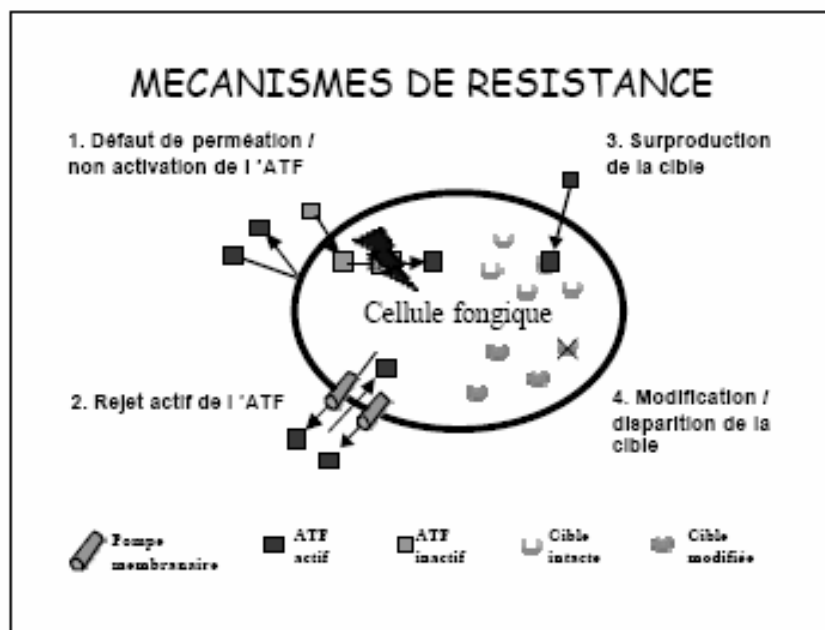 MECANISMES DE RESISTANCE
1. Défaut de perméation /
non activation de l 'ATF
3. Surproduction
de la cible
Cellule fongique
2. Rejet actif de l 'ATF
4. Modification /
disparition de la
cible
Pompe
membranaire
ATF
actif
ATF
inactif
Cible
intacte
Cible
modifiée